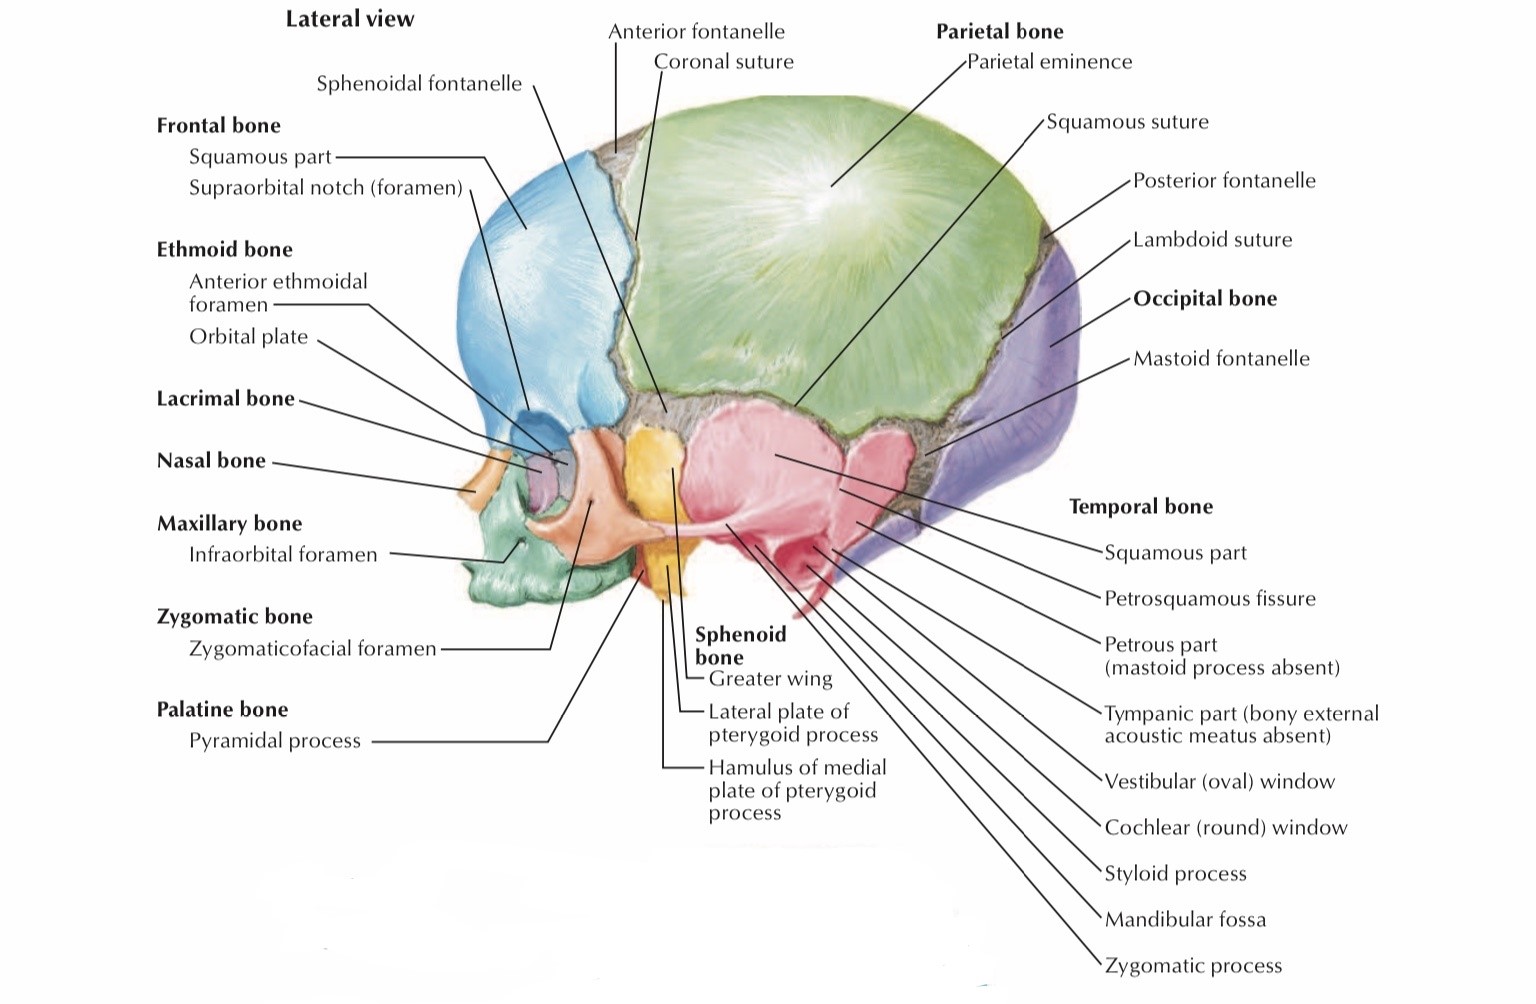 Lateral view
Anterior fontanelle
Coronal suture
Sphenoidal fontanelle
Parietal bone
Parietal eminence
Squamous suture
Posterior fontanelle
Lambdoid suture
Occipital bone
Mastoid fontanelle
Frontal bone
Squamous part
Supraorbital notch (foramen)
Ethmoid bone
Anterior ethmoidal
foramen
Orbital plate
Lacrimal bone
Nasal bone
Maxillary bone
Infraorbital foramen
Zygomatic bone
Zygomaticofacial foramen
Palatine bone
Pyramidal process
Sphenoid
bone
Greater wing
Lateral plate of
pterygoid process
Hamulus of medial
plate of pterygoid
process
Temporal bone
Squamous part
Petrosquamous fissure
Petrous part
(mastoid process absent)
Tympanic part (bony external
acoustic meatus absent)
Vestibular (oval) window
Cochlear (round) window
Styloid process
Mandibular fossa
Zygomatic process